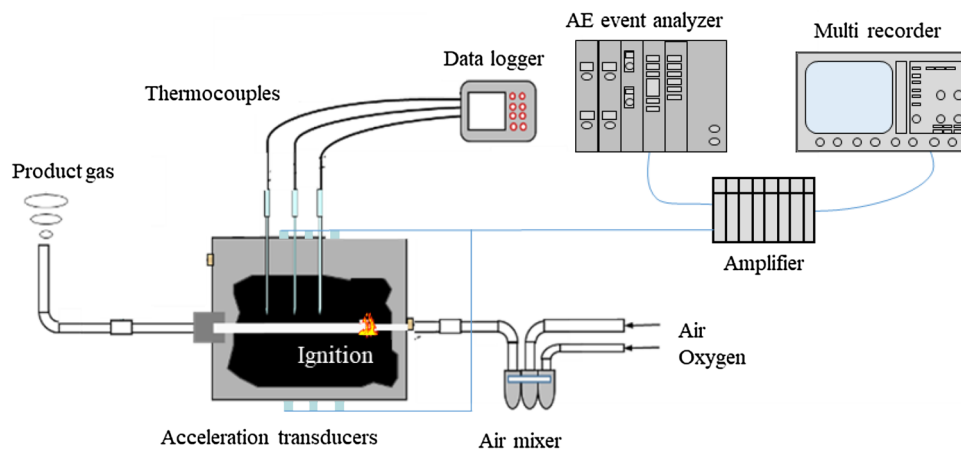 AE event analyzer
Multi recorder
Data logger
Thermocouples
Product gas
Amplifier
Ignition
Air
Oxygen
Acceleration transducers
Air mixer